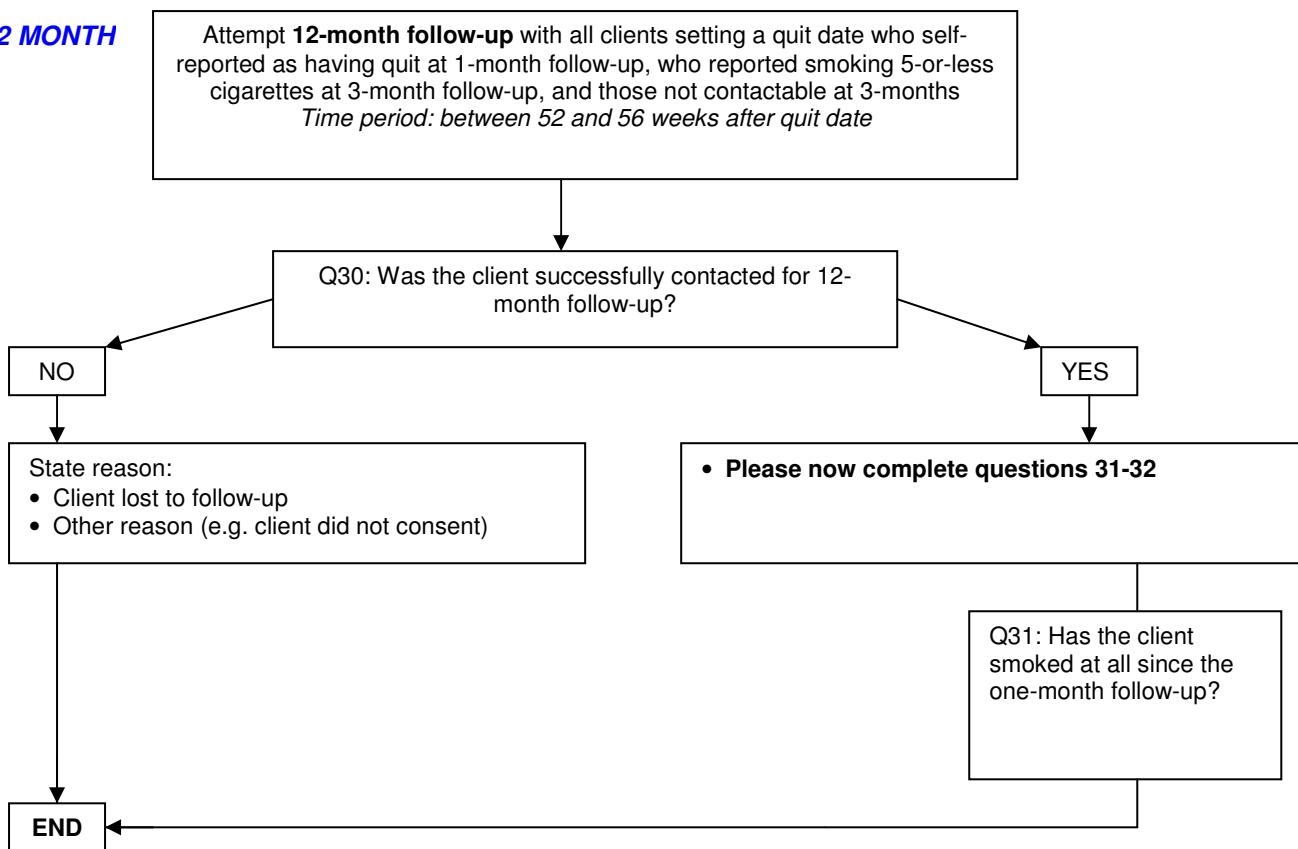 2 MONTH
Attempt 12-month follow-up with all clients setting a quit date who self-
reported as having quit at 1-month follow-up, who reported smoking 5-or-less
cigarettes at 3-month follow-up, and those not contactable at 3-months
Time period: between 52 and 56 weeks after quit date
Q30: Was the client successfully contacted for 12-
month follow-up?
NO
YES
State reason:
• Client lost to follow-up
• Other reason (e.g. client did not consent)
• Please now complete questions 31-32
Q31: Has the client
smoked at all since the
one-month follow-up?
END